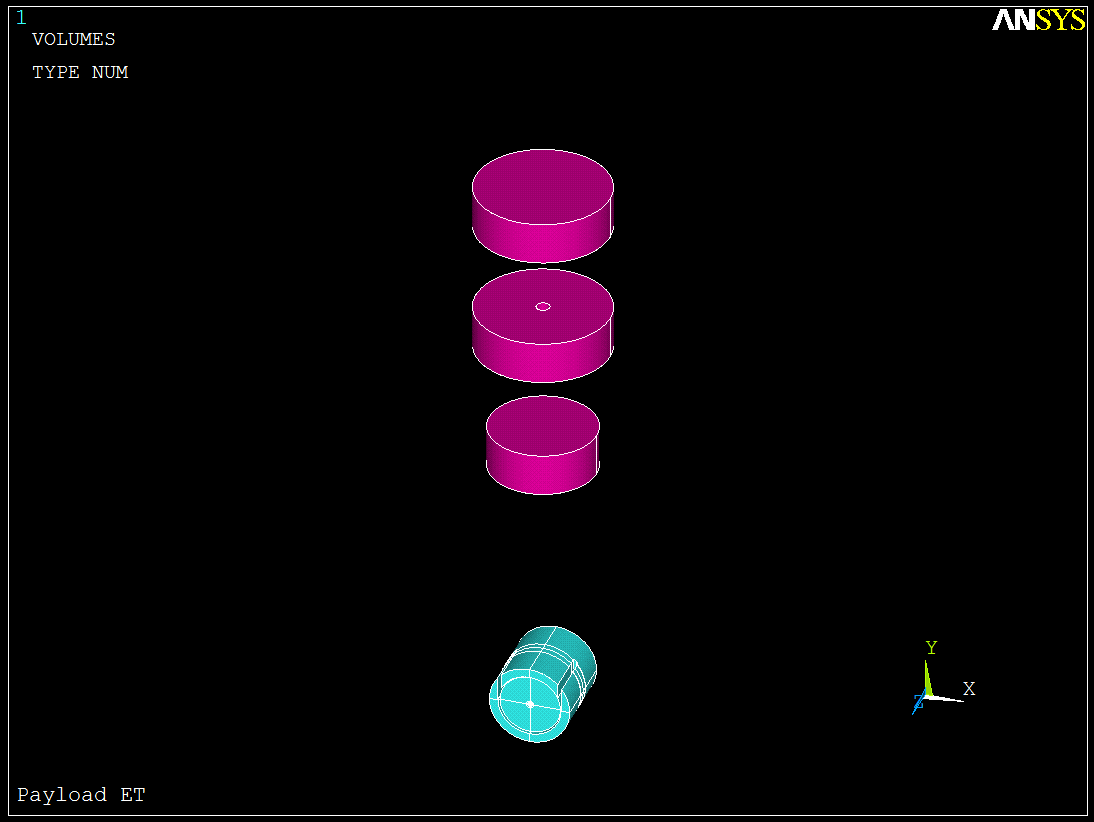 1
ANSYS
VOLUMES
TYPE NUM
Y
X
Z
Payload ET